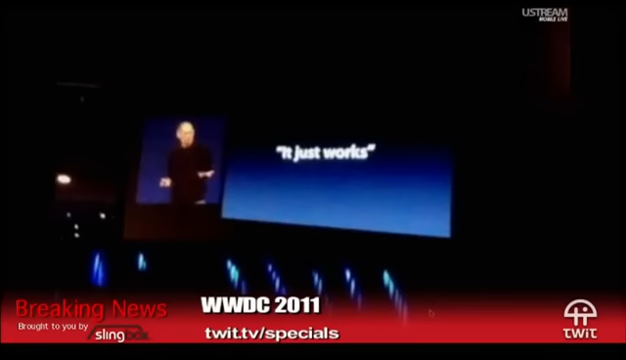 USTREAM
MOBILE LIVE
"It just works"
Breaking News
WWDC 2011
Brought to you by sling
twit.tv/specials
TWiT